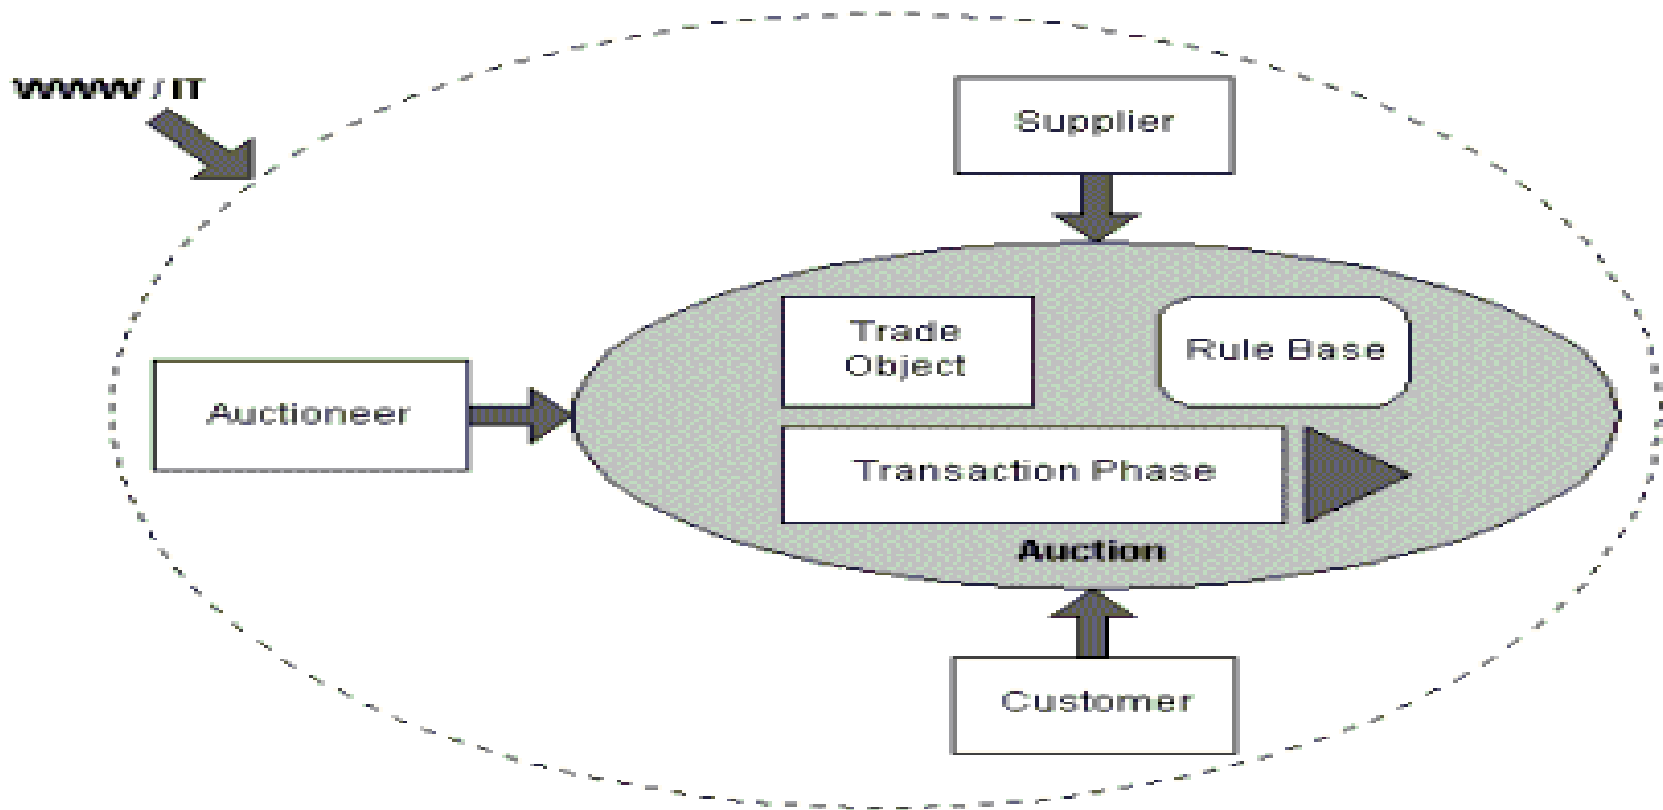 WWW / IT
Supplier
Trade
Object
Rule Base
Auctioneer
Transaction Phase
Auction
Customer